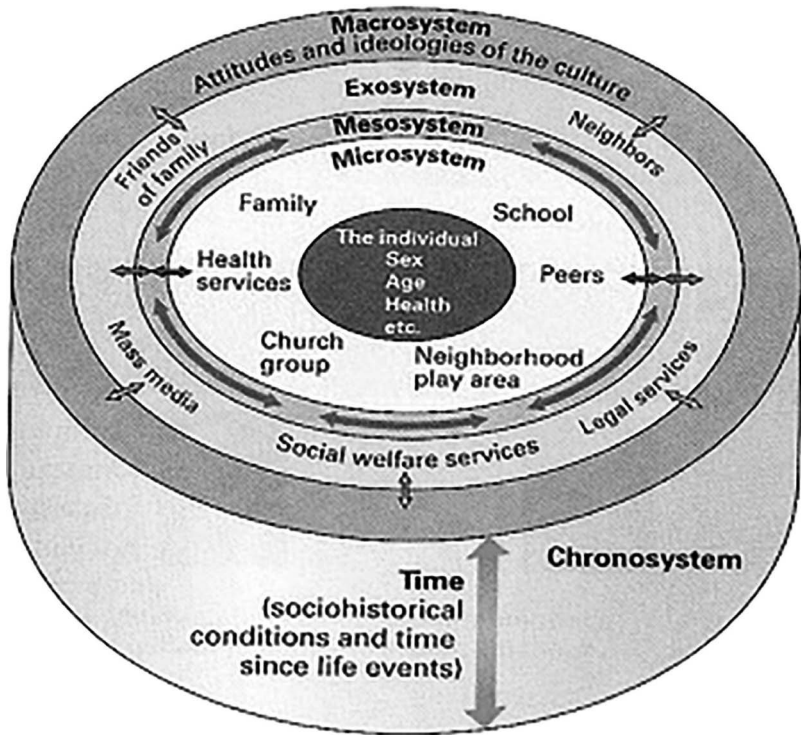 Macrosystem
Attitudes and ideologies of the culture
Exosystem
Mesosystem
Microsystem
Friends
of family
Neighbors
Family
School
The individual
Sex
Age
Health
etc.
Health
services
Peers
Church
group
Neighborhood
play area
Mass media
Legal services
Social welfare services
Chronosystem
Time
(sociohistorical
conditions and time
since life events)